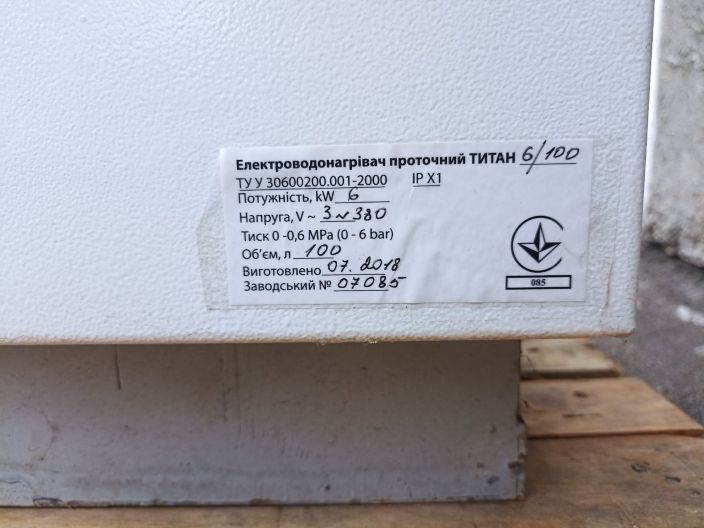 Електроводонагрівач проточний ТИТАН 6/100
ТУ У 30600200.001-2000 IP X1
Потужність, kW 6
Напруга, V ~ 3~380
Тиск 0 -0,6 MPa (0 - 6 bar)
Об'єм, л 100
Виготовлено 07. 2018
Заводський № 07085
085